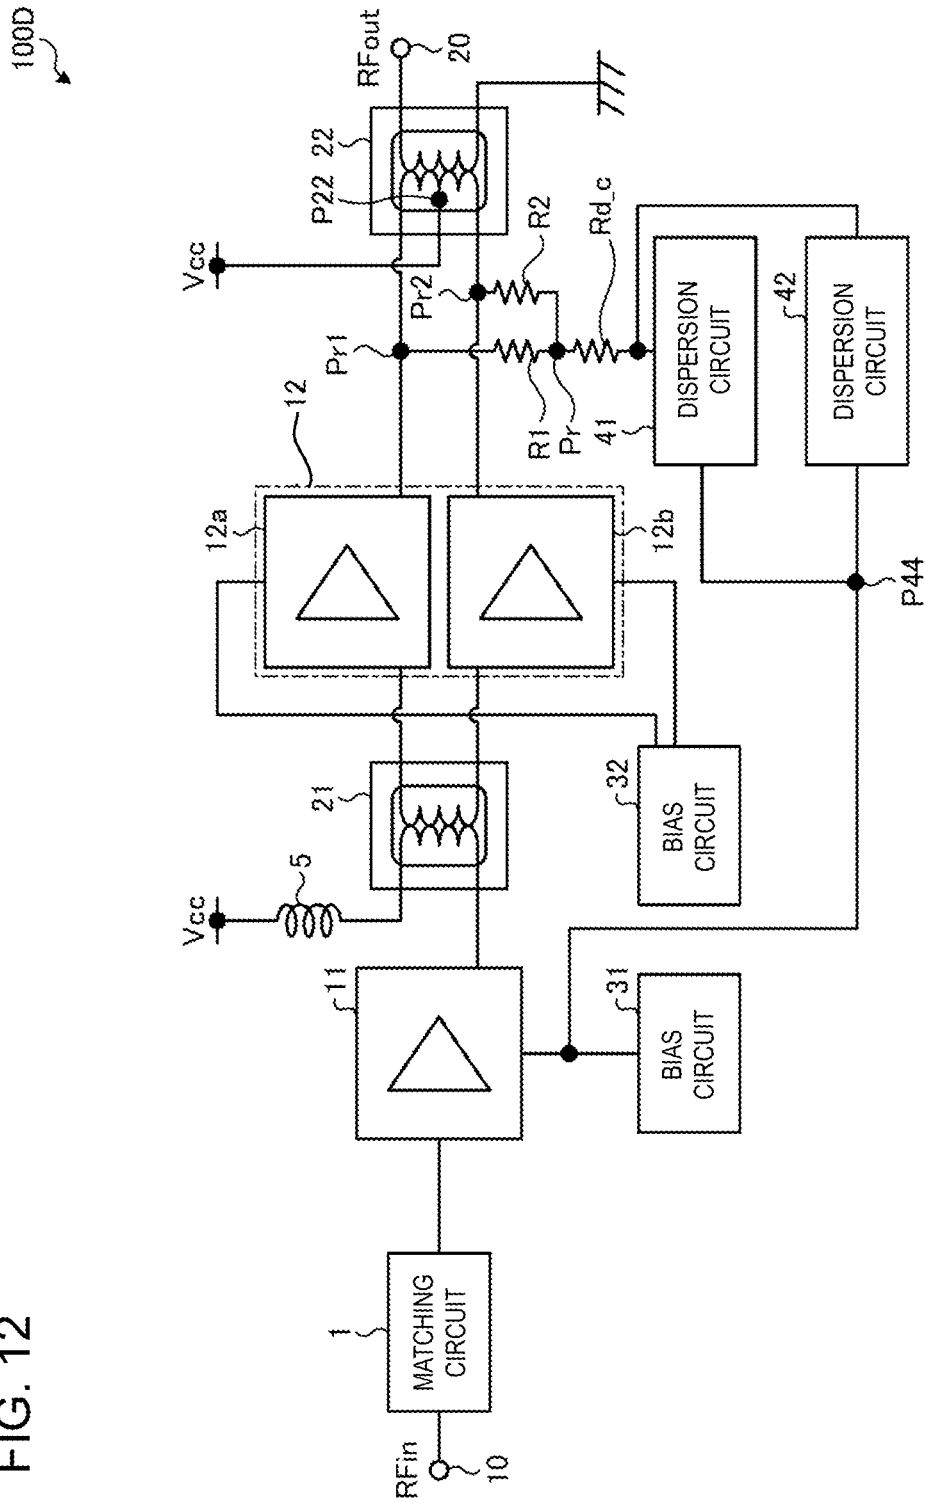 FIG. 12
100D
RFin
10
1
MATCHING
CIRCUIT
11
Vcc
5
21
31
BIAS
CIRCUIT
32
BIAS
CIRCUIT
12
12a
12b
Pr1
Pr2
Vcc
P22
22
RFout
20
R1
R2
Pr
Rd_c
41
DISPERSION
CIRCUIT
42
DISPERSION
CIRCUIT
P44